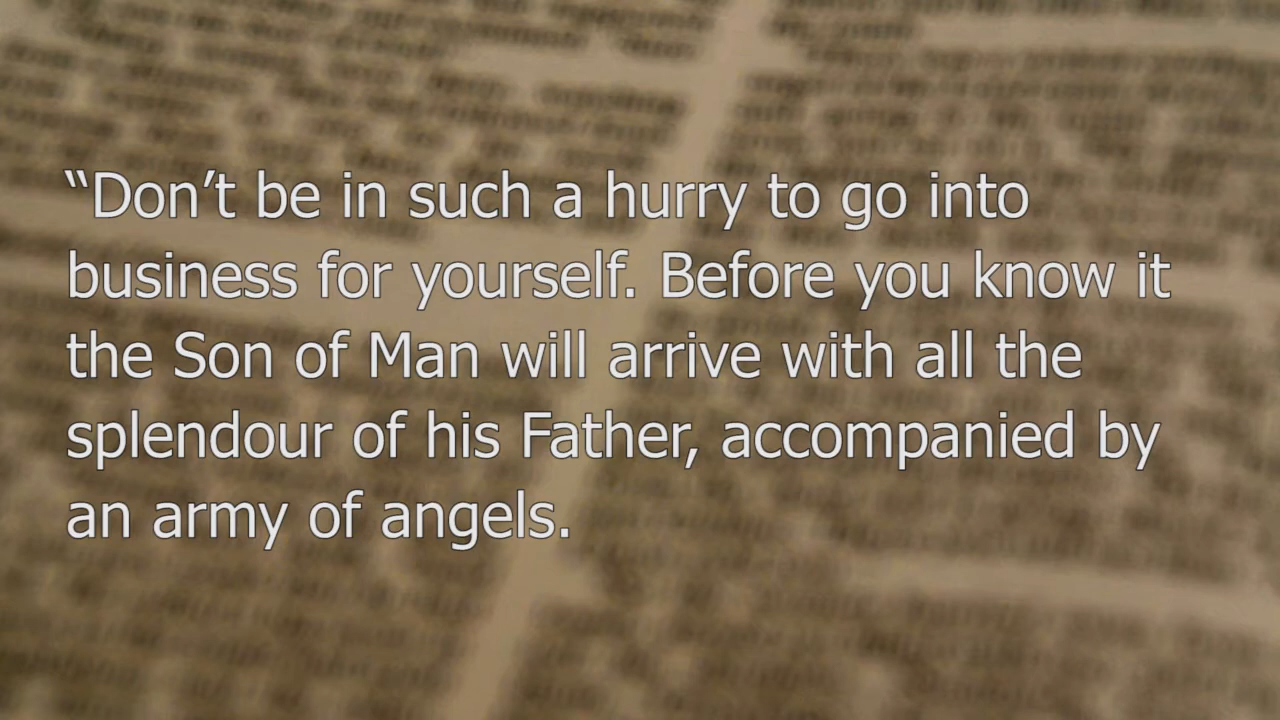 “Don’t be in such a hurry to go into
business for yourself. Before you know it
the Son of Man will arrive with all the
splendour of his Father, accompanied by
an army of angels.